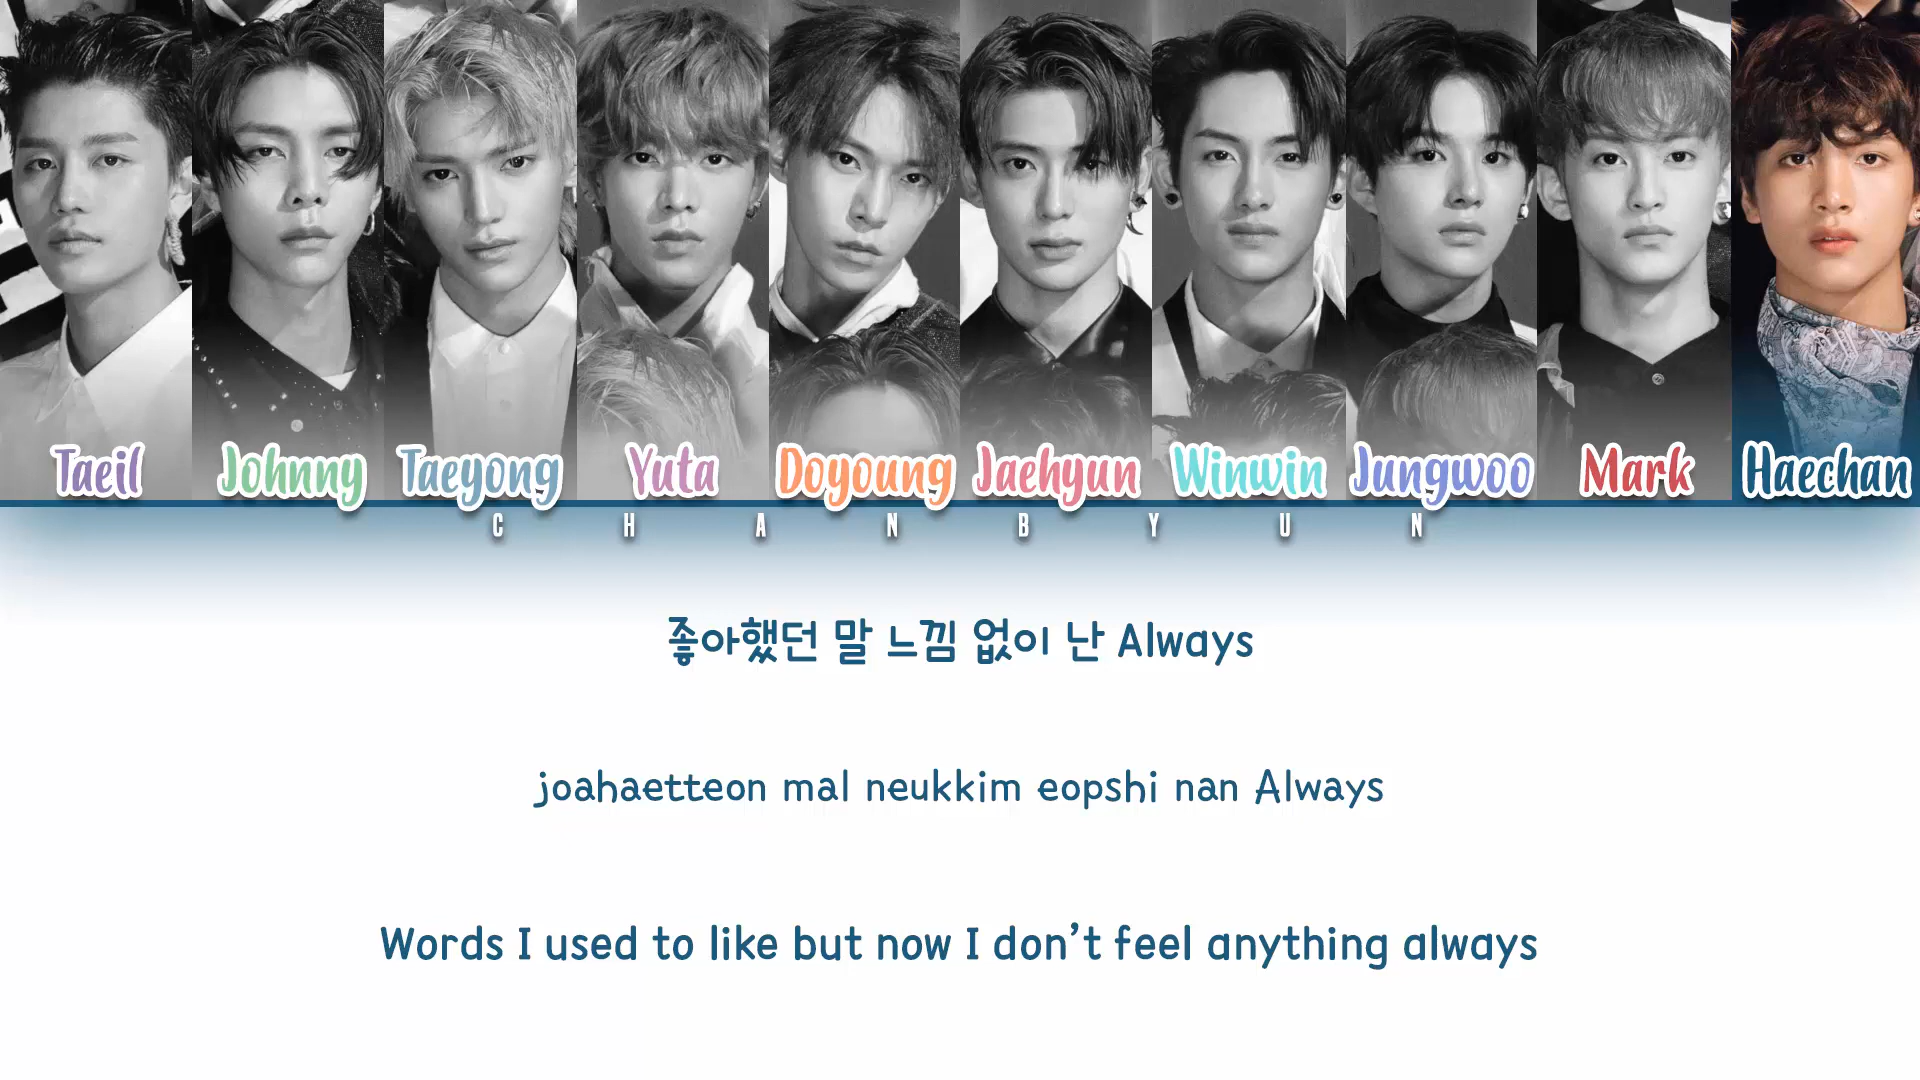 Taeil Johnny Taeyong Yuta Doyoung Jaehyun Winwin Jungwoo Mark Haechan
CHANBYUN
좋아했던 말 느낌 없이 난 Always
joahaetteon mal neukkim eopshi nan Always
Words I used to like but now I don’t feel anything always